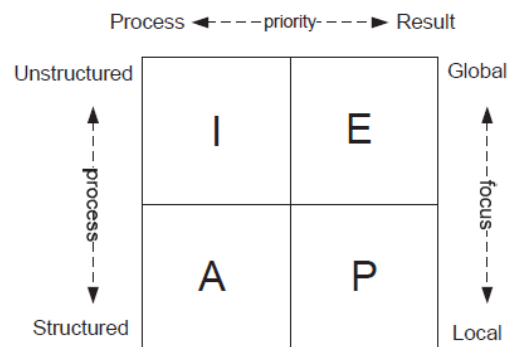 Process priority Result
Unstructured Global
I E
process focus
A P
Structured Local